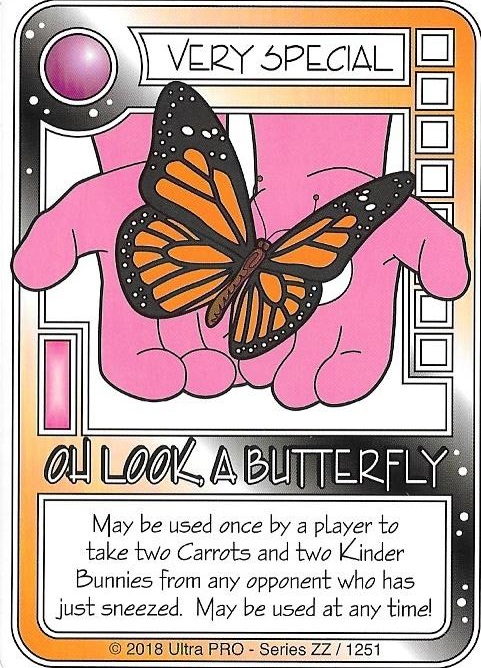 VERY SPECIAL
OH LOOK, A BUTTERFLY
May be used once by a player to
take two Carrots and two Kinder
Bunnies from any opponent who has
just sneezed. May be used at any time!
© 2018 Ultra PRO - Series ZZ / 1251